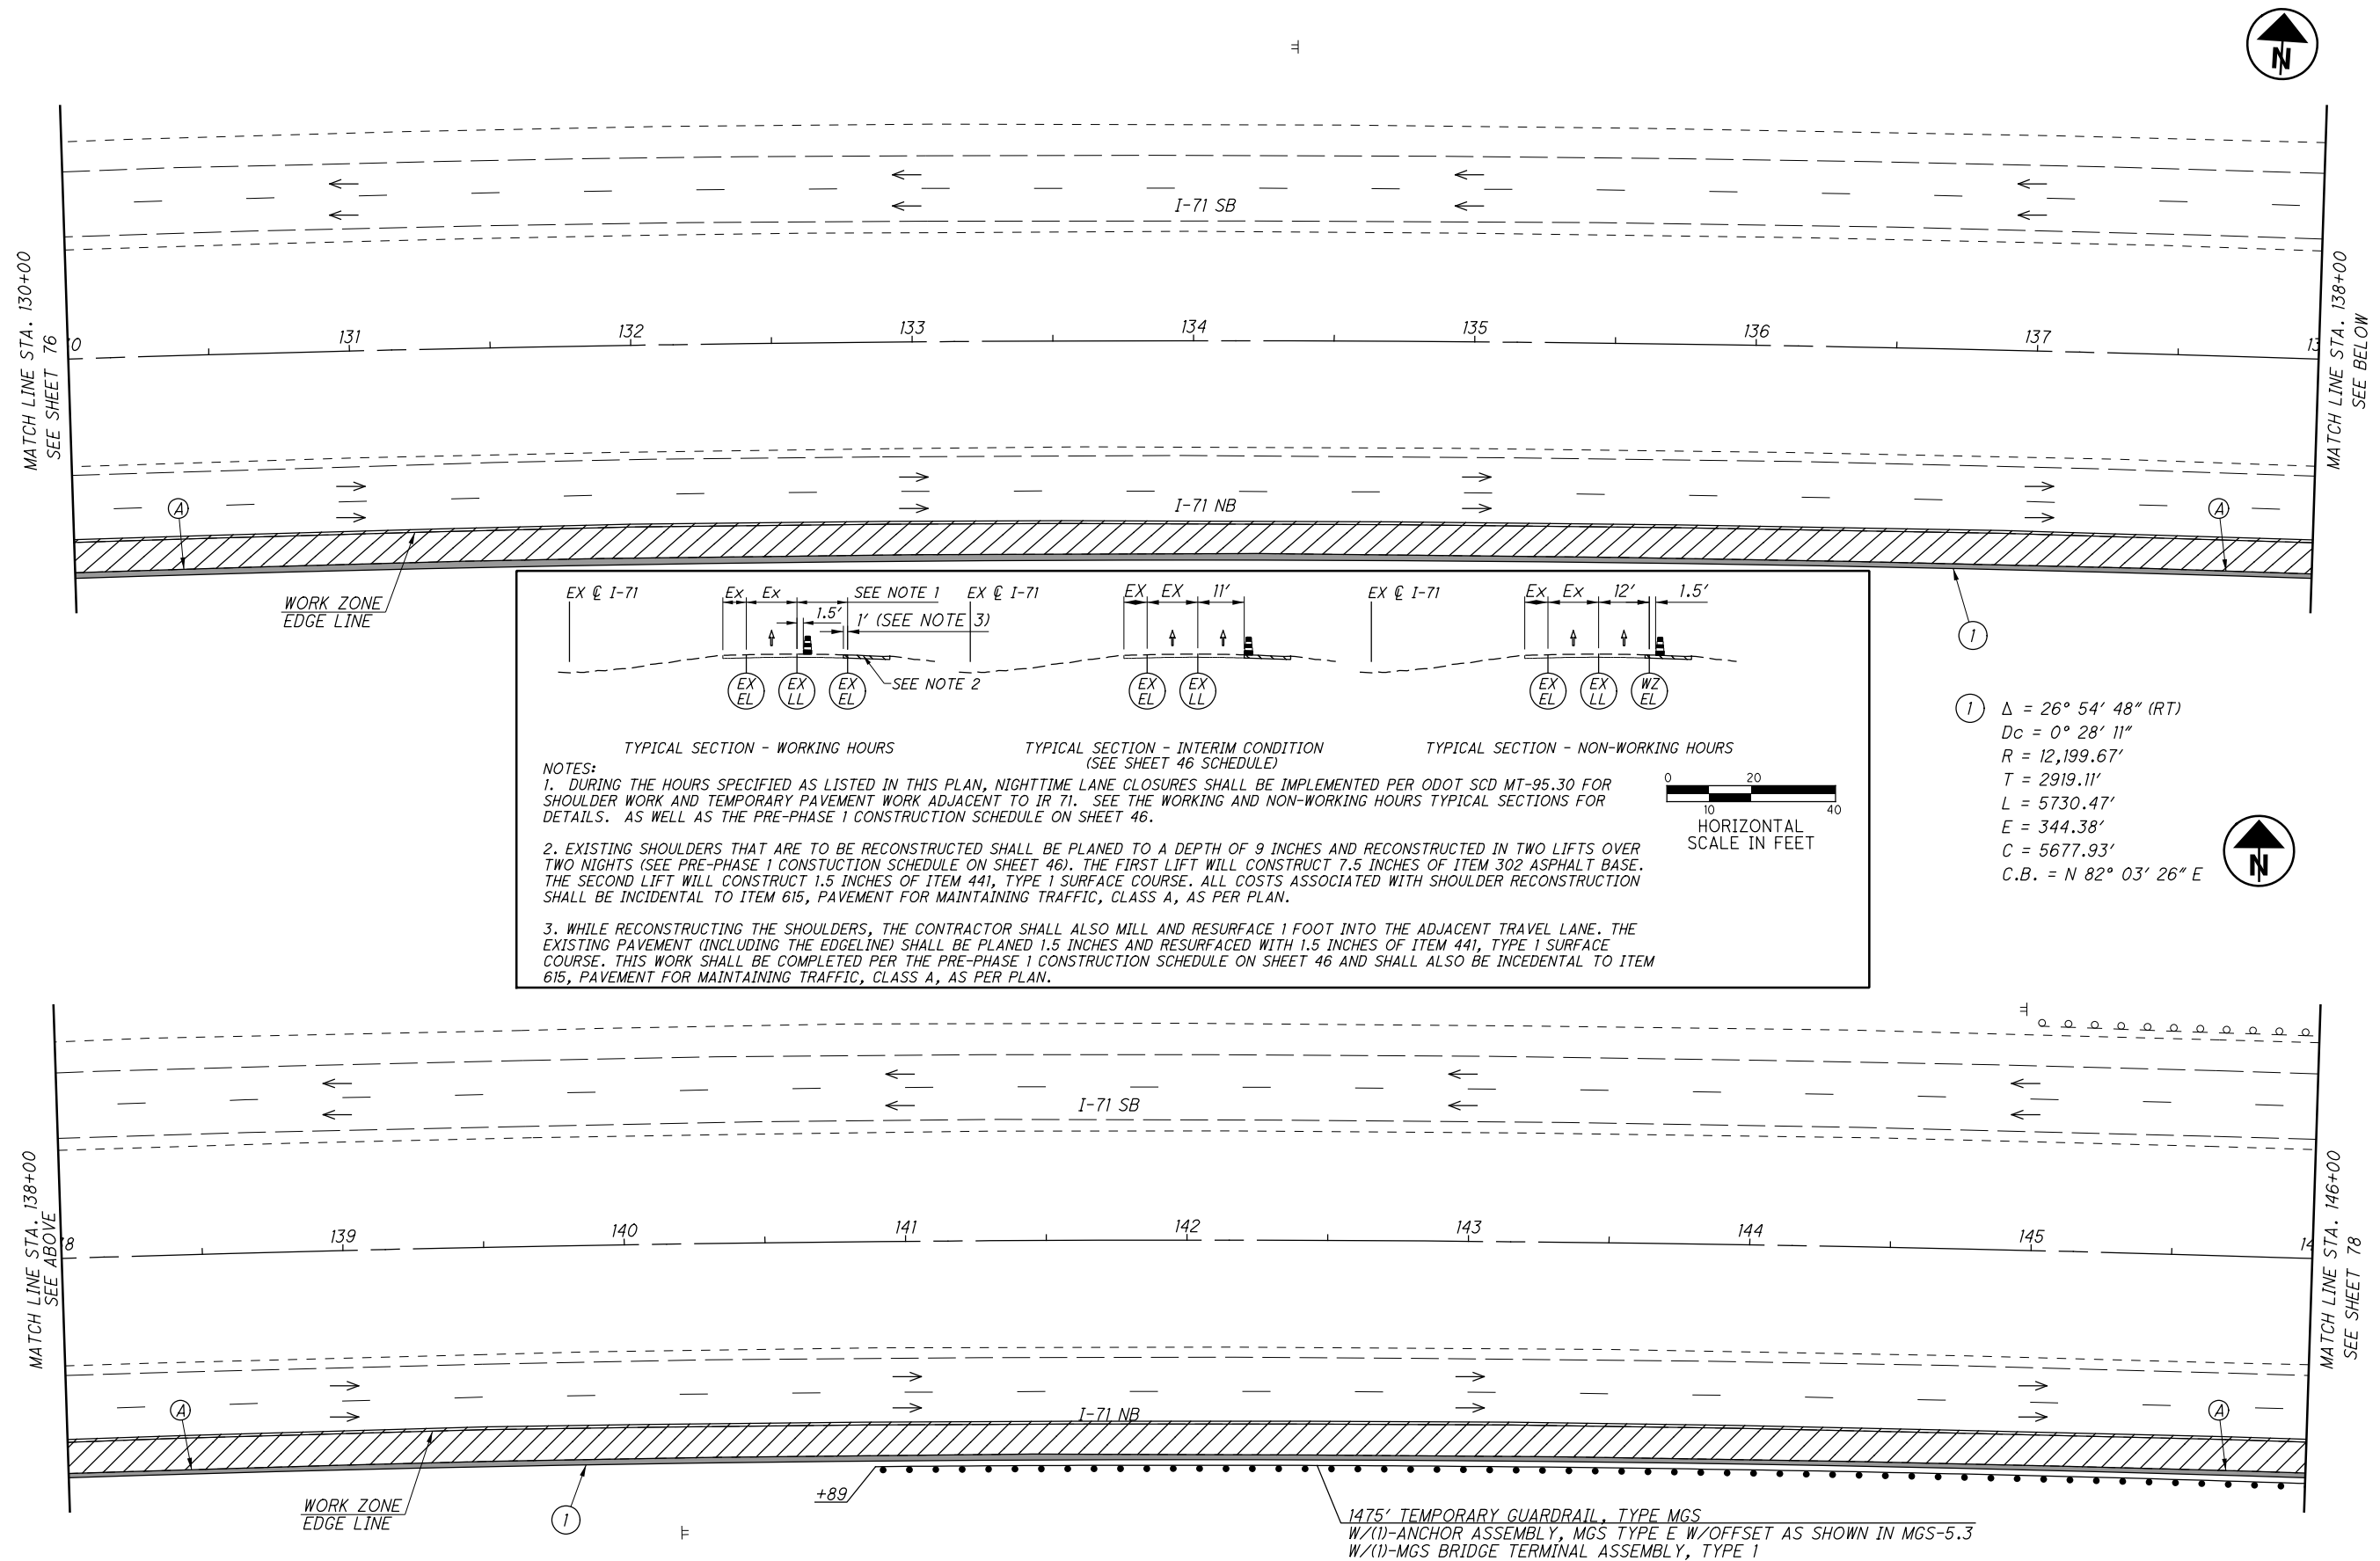 N
I-71 SB
MATCH LINE STA. 130+00
SEE SHEET 76
0 131 132 133 134 135 136 137 13
MATCH LINE STA. 138+00
SEE BELOW
I-71 NB
A
A
WORK ZONE
EDGE LINE
1
EX ℄ I-71
Ex Ex SEE NOTE 1
1.5'
1' (SEE NOTE 3)
SEE NOTE 2
EX EL
EX LL
EX EL
TYPICAL SECTION - WORKING HOURS
EX ℄ I-71
EX EX 11'
EX EL
EX LL
TYPICAL SECTION - INTERIM CONDITION
(SEE SHEET 46 SCHEDULE)
EX ℄ I-71
Ex Ex 12' 1.5'
EX EL
EX LL
WZ EL
TYPICAL SECTION - NON-WORKING HOURS
NOTES:
1. DURING THE HOURS SPECIFIED AS LISTED IN THIS PLAN, NIGHTTIME LANE CLOSURES SHALL BE IMPLEMENTED PER ODOT SCD MT-95.30 FOR
SHOULDER WORK AND TEMPORARY PAVEMENT WORK ADJACENT TO IR 71. SEE THE WORKING AND NON-WORKING HOURS TYPICAL SECTIONS FOR
DETAILS. AS WELL AS THE PRE-PHASE 1 CONSTRUCTION SCHEDULE ON SHEET 46.
2. EXISTING SHOULDERS THAT ARE TO BE RECONSTRUCTED SHALL BE PLANED TO A DEPTH OF 9 INCHES AND RECONSTRUCTED IN TWO LIFTS OVER
TWO NIGHTS (SEE PRE-PHASE 1 CONSTUCTION SCHEDULE ON SHEET 46). THE FIRST LIFT WILL CONSTRUCT 7.5 INCHES OF ITEM 302 ASPHALT BASE.
THE SECOND LIFT WILL CONSTRUCT 1.5 INCHES OF ITEM 441, TYPE 1 SURFACE COURSE. ALL COSTS ASSOCIATED WITH SHOULDER RECONSTRUCTION
SHALL BE INCIDENTAL TO ITEM 615, PAVEMENT FOR MAINTAINING TRAFFIC, CLASS A, AS PER PLAN.
3. WHILE RECONSTRUCTING THE SHOULDERS, THE CONTRACTOR SHALL ALSO MILL AND RESURFACE 1 FOOT INTO THE ADJACENT TRAVEL LANE. THE
EXISTING PAVEMENT (INCLUDING THE EDGELINE) SHALL BE PLANED 1.5 INCHES AND RESURFACED WITH 1.5 INCHES OF ITEM 441, TYPE 1 SURFACE
COURSE. THIS WORK SHALL BE COMPLETED PER THE PRE-PHASE 1 CONSTRUCTION SCHEDULE ON SHEET 46 AND SHALL ALSO BE INCEDENTAL TO ITEM
615, PAVEMENT FOR MAINTAINING TRAFFIC, CLASS A, AS PER PLAN.
0 20
10 40
HORIZONTAL
SCALE IN FEET
1 Δ = 26° 54' 48" (RT)
Dc = 0° 28' 11"
R = 12,199.67'
T = 2919.11'
L = 5730.47'
E = 344.38'
C = 5677.93'
C.B. = N 82° 03' 26" E
N
I-71 SB
MATCH LINE STA. 138+00
SEE ABOVE
8 139 140 141 142 143 144 145 14
MATCH LINE STA. 146+00
SEE SHEET 78
A
I-71 NB
A
WORK ZONE
EDGE LINE
1
+89
1475' TEMPORARY GUARDRAIL, TYPE MGS
W/(1)-ANCHOR ASSEMBLY, MGS TYPE E W/OFFSET AS SHOWN IN MGS-5.3
W/(1)-MGS BRIDGE TERMINAL ASSEMBLY, TYPE 1